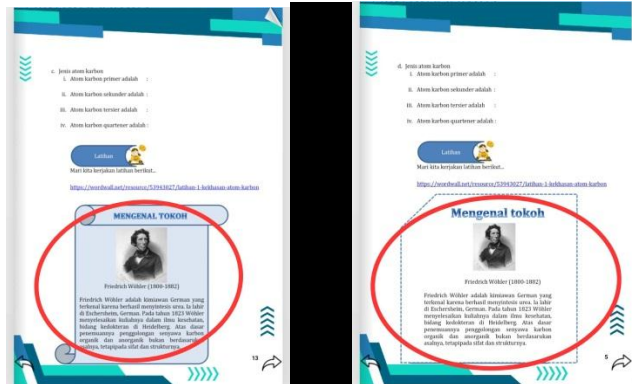 c. Jenis atom karbon
i. Atom karbon primer adalah :
ii. Atom karbon sekunder adalah :
iii. Atom karbon tersier adalah :
iv. Atom karbon quartener adalah :
Latihan
Mari kita kerjakan latihan berikut...
https://wordwall.net/resource/53943027/latihan-1-kekhasan-atom-karbon
MENGENAL TOKOH
Friedrich Wöhler (1800-1882)
Friedrich Wöhler adalah kimiawan German yang
terkenal karena berhasil menyintesis urea. Ia lahir
di Eschersheim, German. Pada tahun 1823 Wöhler
menyelesaikan kuliahnya dalam ilmu kesehatan,
bidang kedokteran di Heidelberg. Atas dasar
penemuannya penggolongan senyawa karbon
organik dan anorganik bukan berdasarkan
asalnya, tetapipada sifat dan strukturnya.
13
d. Jenis atom karbon
i. Atom karbon primer adalah :
ii. Atom karbon sekunder adalah :
iii. Atom karbon tersier adalah :
iv. Atom karbon quartener adalah :
Latihan
Mari kita kerjakan latihan berikut...
https://wordwall.net/resource/53943027/latihan-1-kekhasan-atom-karbon
Mengenal tokoh
Friedrich Wöhler (1800-1882)
Friedrich Wöhler adalah kimiawan German yang
terkenal karena berhasil menyintesis urea. Ia lahir
di Eschersheim, German. Pada tahun 1823 Wöhler
menyelesaikan kuliahnya dalam ilmu kesehatan,
bidang kedokteran di Heidelberg. Atas dasar
penemuannya penggolongan senyawa karbon
organik dan anorganik bukan berdasarakan
asalnya, tetapipada sifat dan strukturnya.
5